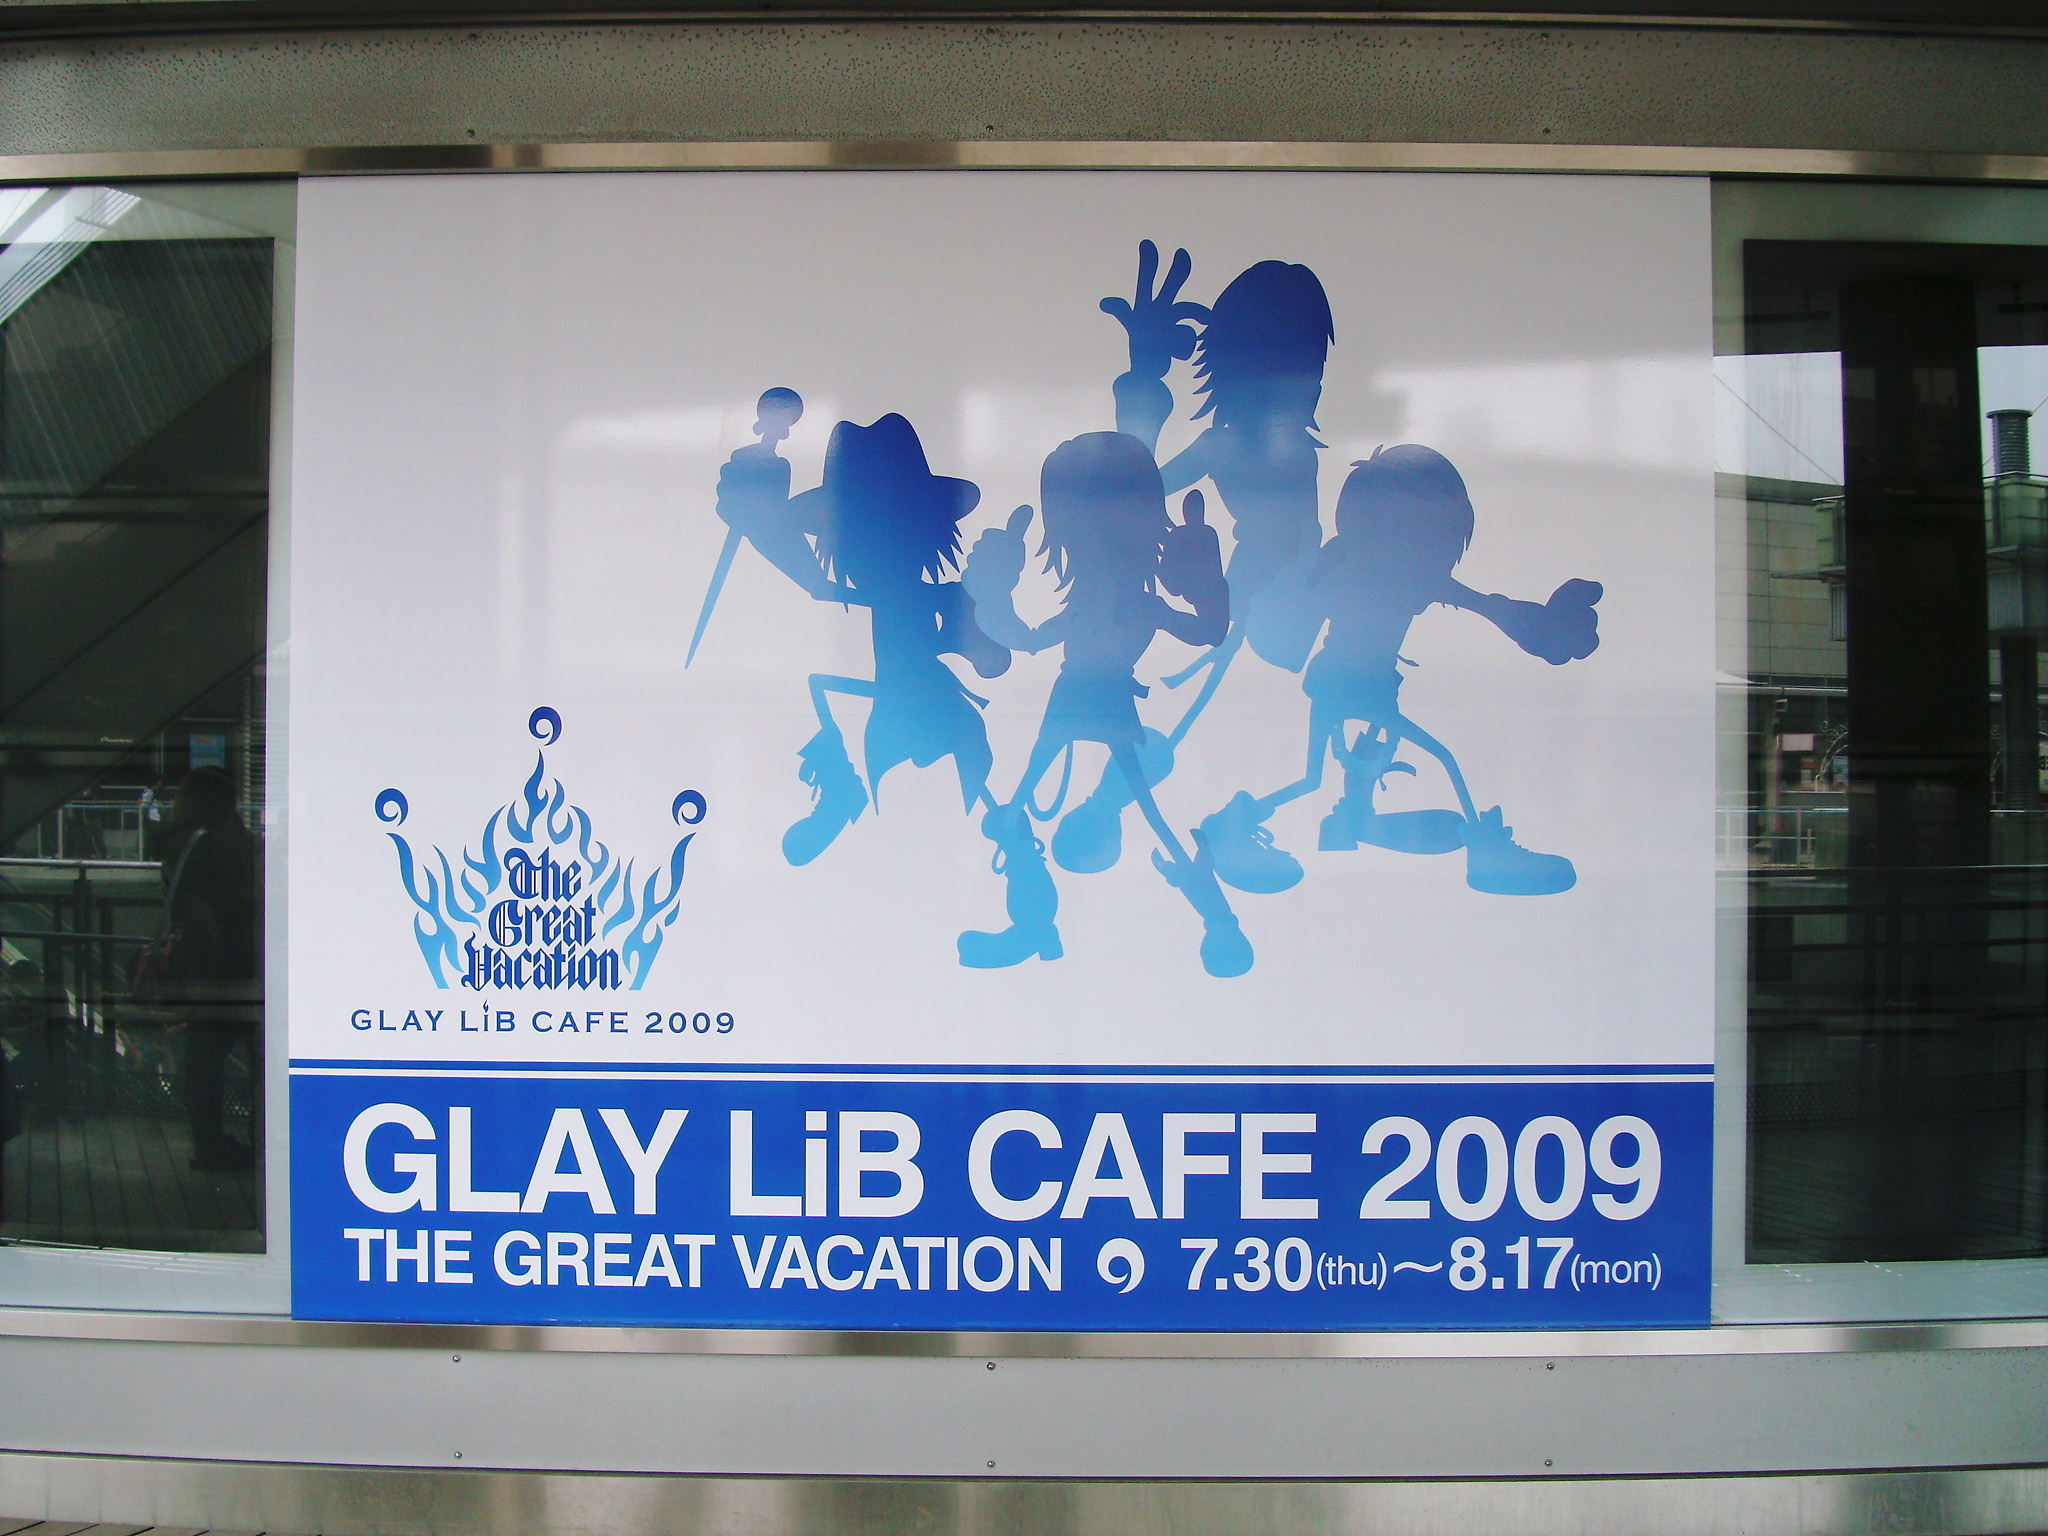 The
Great
Vacation
GLAY LiB CAFE 2009
GLAY LiB CAFE 2009
THE GREAT VACATION 9 7.30(thu)~8.17(mon)